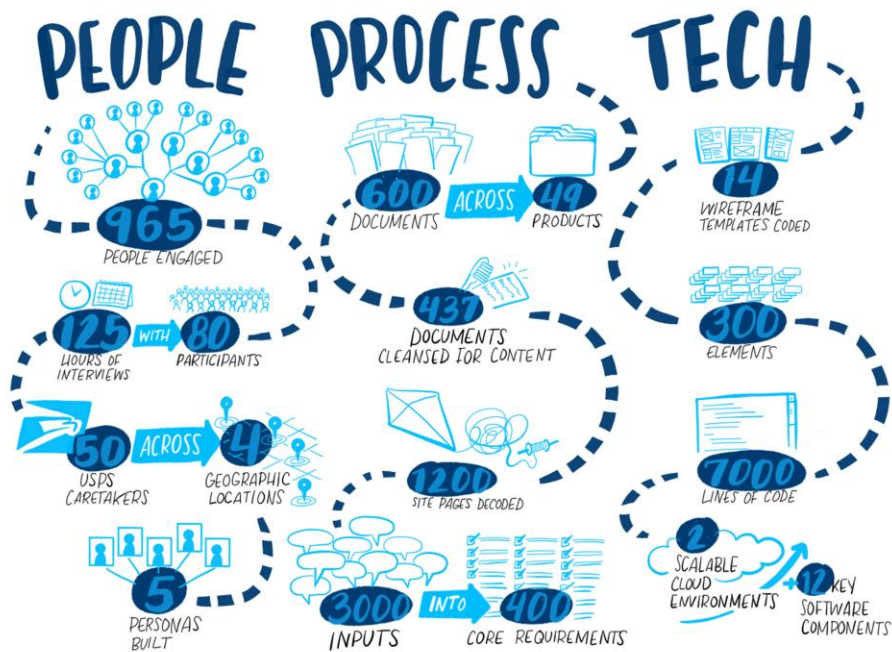 PEOPLE
965
PEOPLE ENGAGED
125 WITH 80
HOURS OF
INTERVIEWS
PARTICIPANTS
50 ACROSS 4
USPS
CARETAKERS
GEOGRAPHIC
LOCATIONS
5
PERSONAS
BUILT
PROCESS
600 ACROSS 49
DOCUMENTS
PRODUCTS
437
DOCUMENTS
CLEANSED FOR CONTENT
1200
SITE PAGES DECODED
3000 INTO 400
INPUTS
CORE REQUIREMENTS
TECH
14
WIREFRAME
TEMPLATES CODED
300
ELEMENTS
7000
LINES OF CODE
2
SCALABLE
CLOUD
ENVIRONMENTS
+12 KEY
SOFTWARE
COMPONENTS